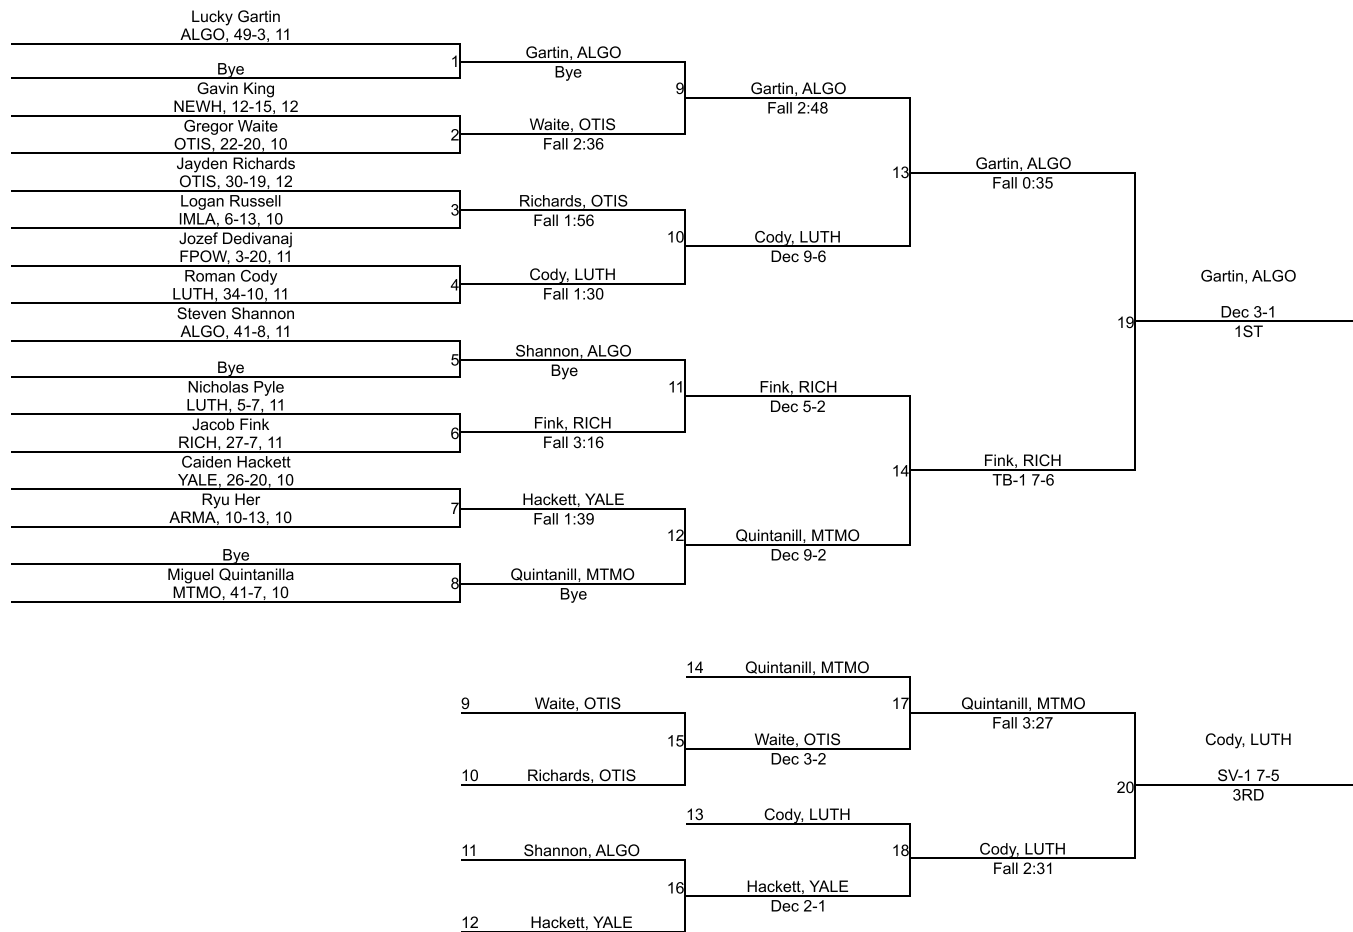 Lucky Gartin
ALGO, 49-3, 11
1
Bye
Gavin King
NEWH, 12-15, 12
2
Gregor Waite
OTIS, 22-20, 10
Jayden Richards
OTIS, 30-19, 12
3
Logan Russell
IMLA, 6-13, 10
Jozef Dedivanaj
FPOW, 3-20, 11
4
Roman Cody
LUTH, 34-10, 11
Steven Shannon
ALGO, 41-8, 11
5
Bye
Nicholas Pyle
LUTH, 5-7, 11
6
Jacob Fink
RICH, 27-7, 11
Caiden Hackett
YALE, 26-20, 10
7
Ryu Her
ARMA, 10-13, 10
Bye
8
Miguel Quintanilla
MTMO, 41-7, 10
Gartin, ALGO
Bye
9
Waite, OTIS
Fall 2:36
Richards, OTIS
Fall 1:56
10
Cody, LUTH
Fall 1:30
Shannon, ALGO
Bye
11
Fink, RICH
Fall 3:16
Hackett, YALE
Fall 1:39
12
Quintanill, MTMO
Bye
Gartin, ALGO
Fall 2:48
13
Cody, LUTH
Dec 9-6
Fink, RICH
Dec 5-2
14
Quintanill, MTMO
Dec 9-2
Gartin, ALGO
Fall 0:35
19
Fink, RICH
TB-1 7-6
Gartin, ALGO
Dec 3-1
1ST
14 Quintanill, MTMO
9 Waite, OTIS
15
10 Richards, OTIS
17
Waite, OTIS
Dec 3-2
13 Cody, LUTH
11 Shannon, ALGO
16
12 Hackett, YALE
18
Hackett, YALE
Dec 2-1
Quintanill, MTMO
Fall 3:27
20
Cody, LUTH
Fall 2:31
Cody, LUTH
SV-1 7-5
3RD